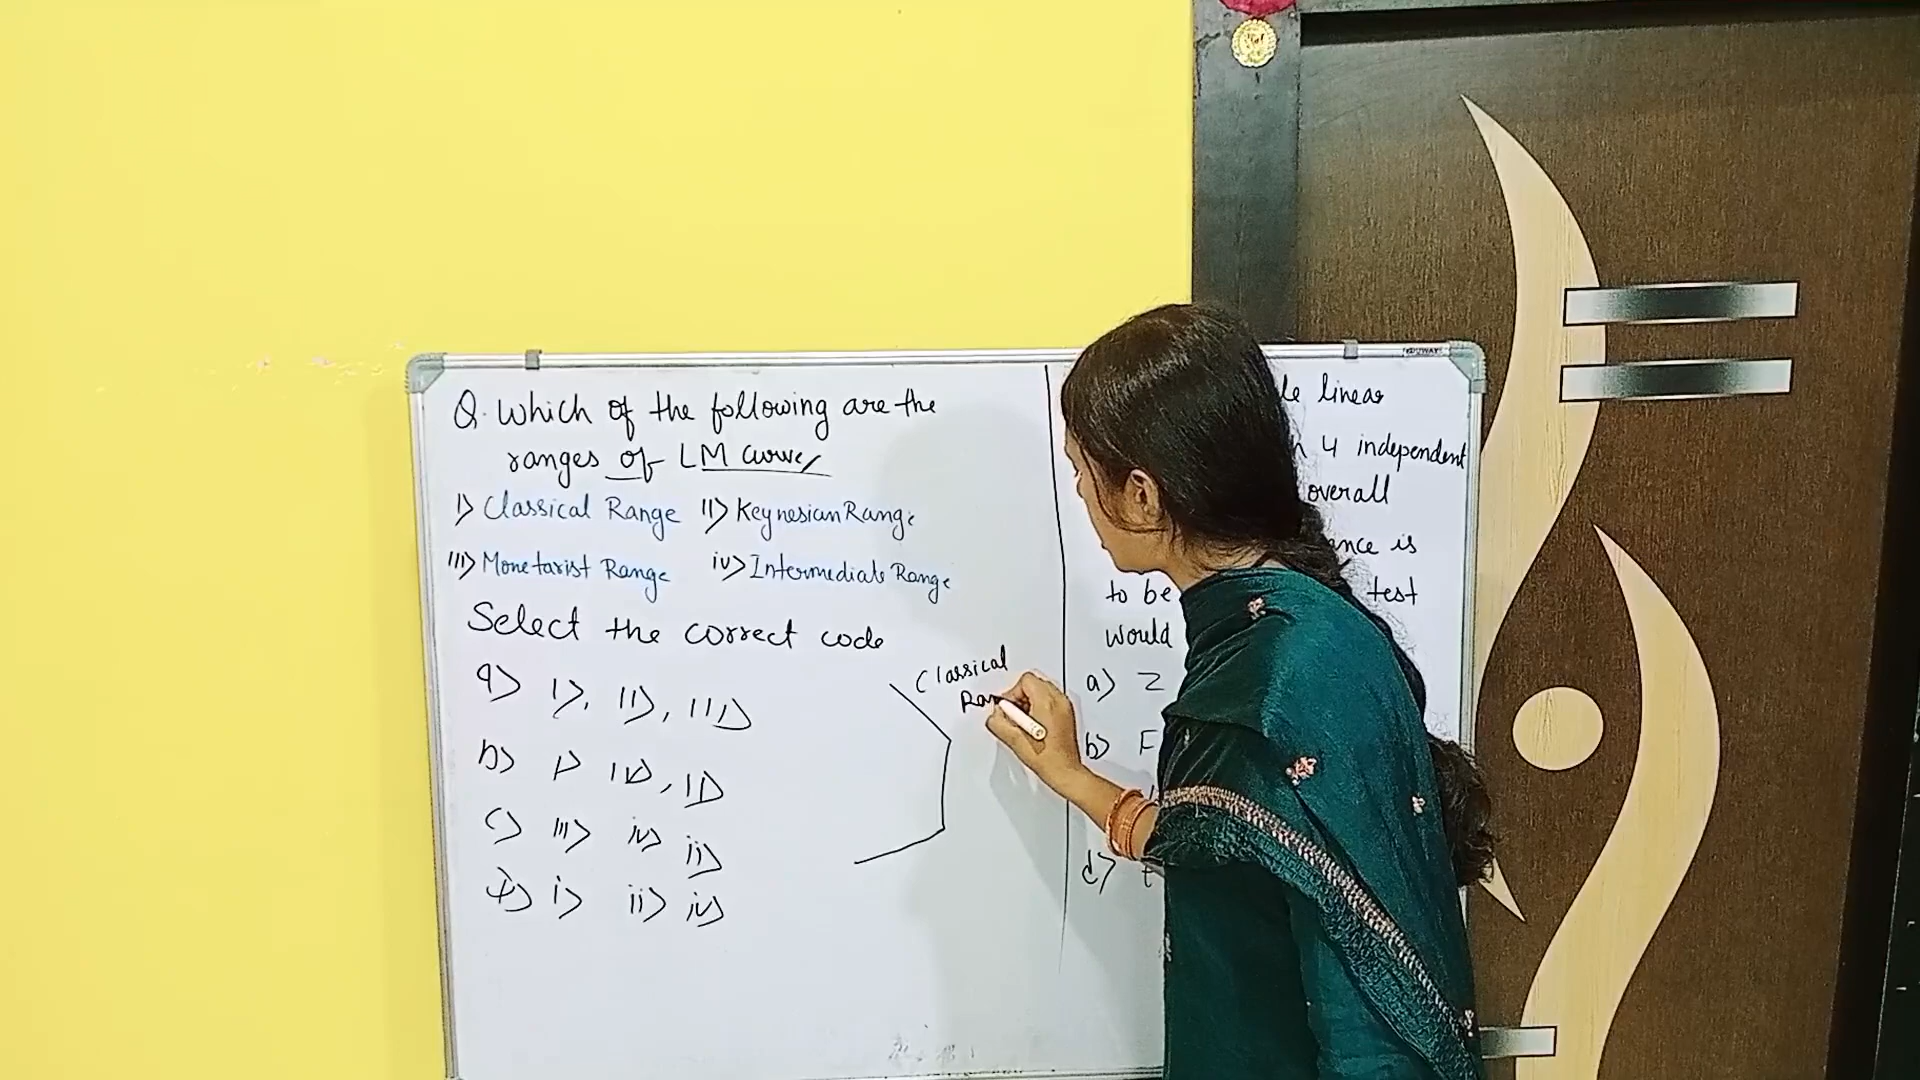 Q. Which of the following are the
ranges of LM curve
I) Classical Range II) Keynesian Range
III) Monetarist Range iv) Intermediate Range
Select the correct code
a) I), II), III)
b) I) IV), II)
c) III) iv) ii)
d) i) ii) iv)
Classical
linear
4 independent
overall
is
to be test
would
a) Z
b) F
d) t